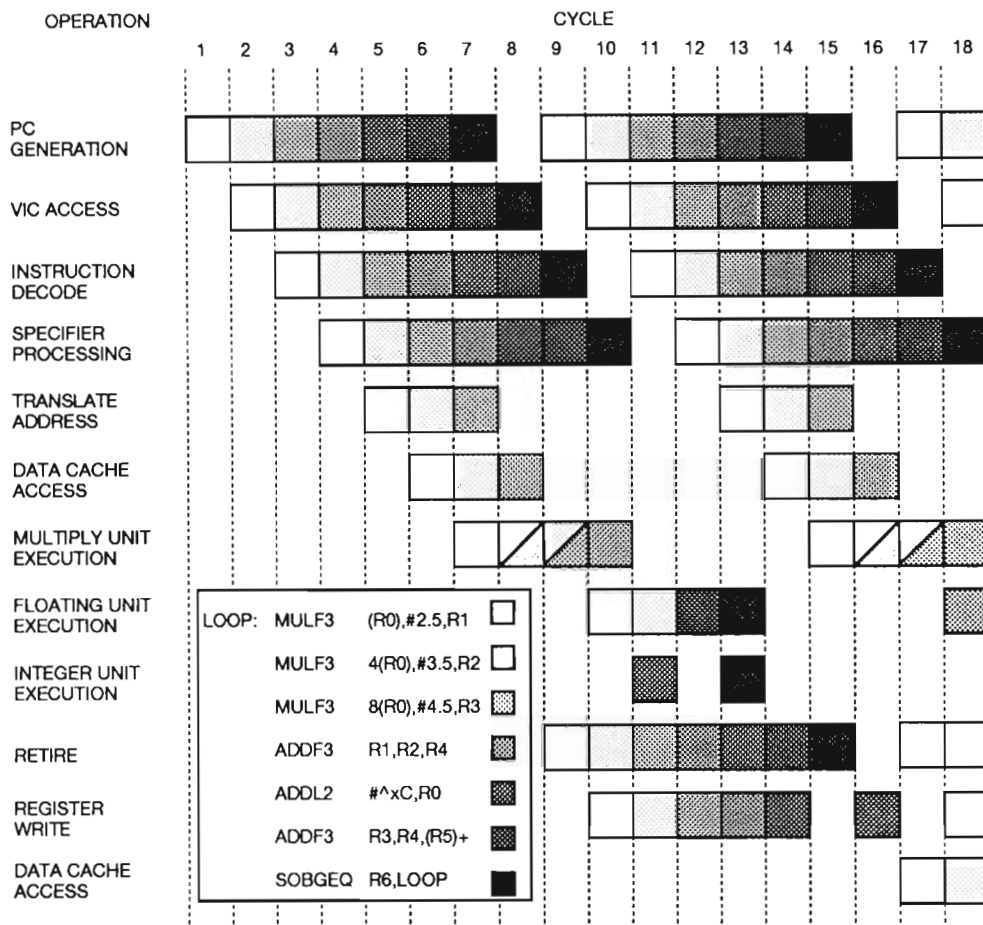 OPERATION CYCLE
1 2 3 4 5 6 7 8 9 10 11 12 13 14 15 16 17 18
PC
GENERATION
VIC ACCESS
INSTRUCTION
DECODE
SPECIFIER
PROCESSING
TRANSLATE
ADDRESS
DATA CACHE
ACCESS
MULTIPLY UNIT
EXECUTION
FLOATING UNIT
EXECUTION
INTEGER UNIT
EXECUTION
RETIRE
REGISTER
WRITE
DATA CACHE
ACCESS
LOOP: MULF3 (R0),#2.5,R1
MULF3 4(R0),#3.5,R2
MULF3 8(R0),#4.5,R3
ADDF3 R1,R2,R4
ADDL2 #^xC,R0
ADDF3 R3,R4,(R5)+
SOBGEQ R6,LOOP